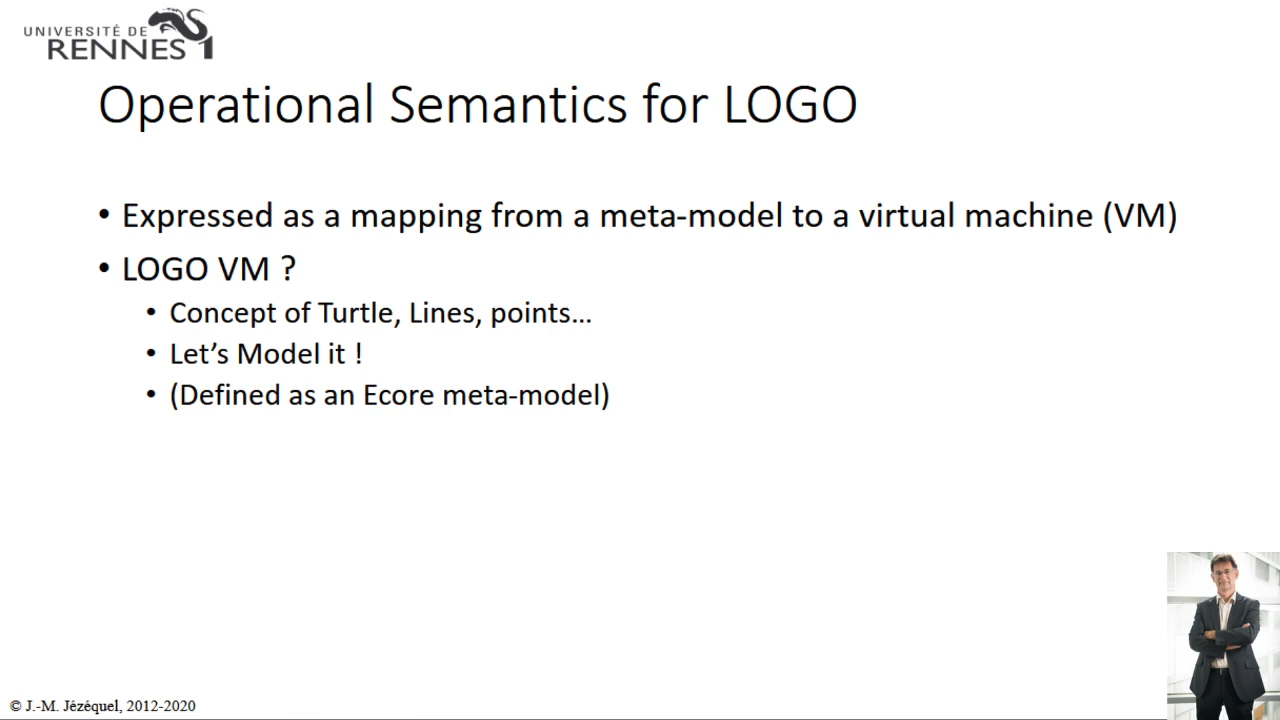 UNIVERSITÉ DE
RENNES 1
Operational Semantics for LOGO
• Expressed as a mapping from a meta-model to a virtual machine (VM)
• LOGO VM ?
• Concept of Turtle, Lines, points…
• Let’s Model it !
• (Defined as an Ecore meta-model)
© J.-M. Jézéquel, 2012-2020